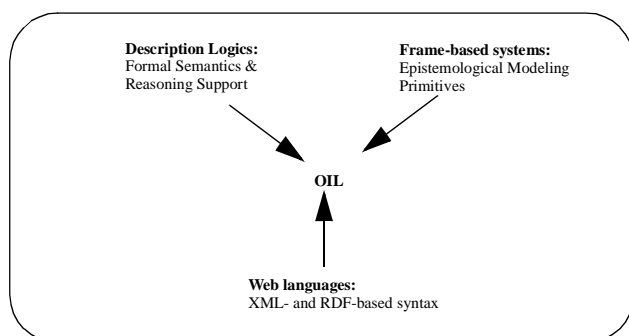 Description Logics:
Formal Semantics &
Reasoning Support
Frame-based systems:
Epistemological Modeling
Primitives
OIL
Web languages:
XML- and RDF-based syntax